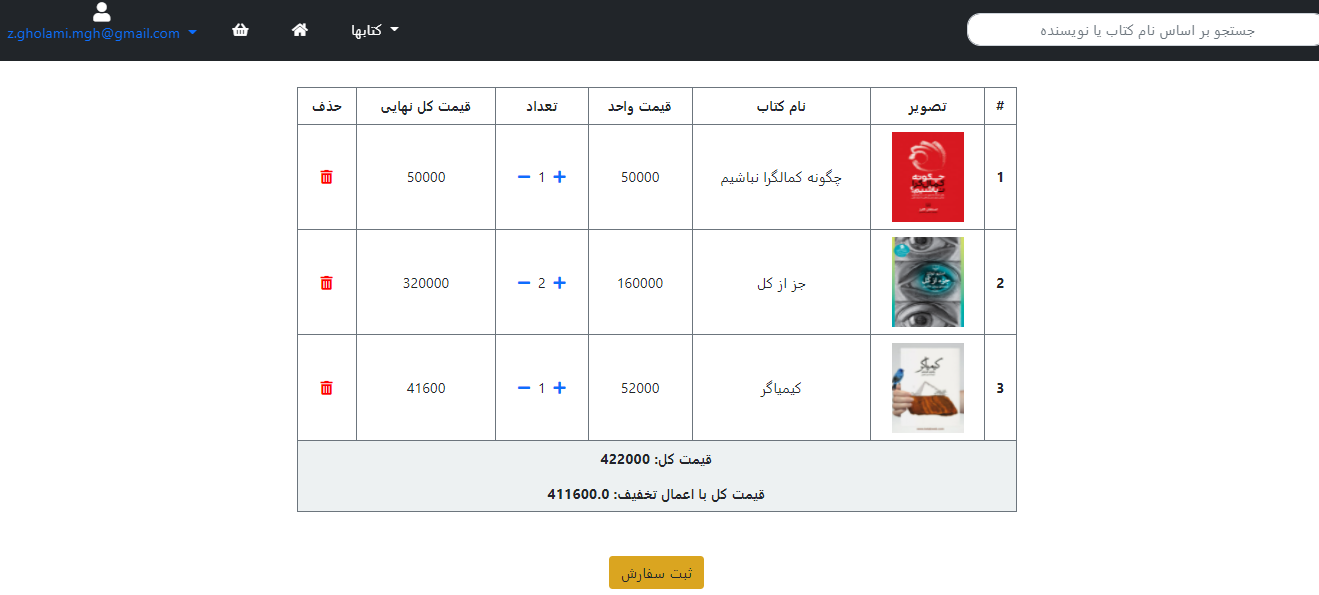 جستجو بر اساس نام کتاب یا نویسنده
کتابها
z.gholami.mgh@gmail.com
# تصویر نام کتاب قیمت واحد تعداد قیمت کل نهایی حذف
1 چگونه کمالگرا نباشیم 50000 + 1 − 50000
2 جز از کل 160000 + 2 − 320000
3 کیمیاگر 52000 + 1 − 41600
قیمت کل: 422000
قیمت کل با اعمال تخفیف: 411600.0
ثبت سفارش